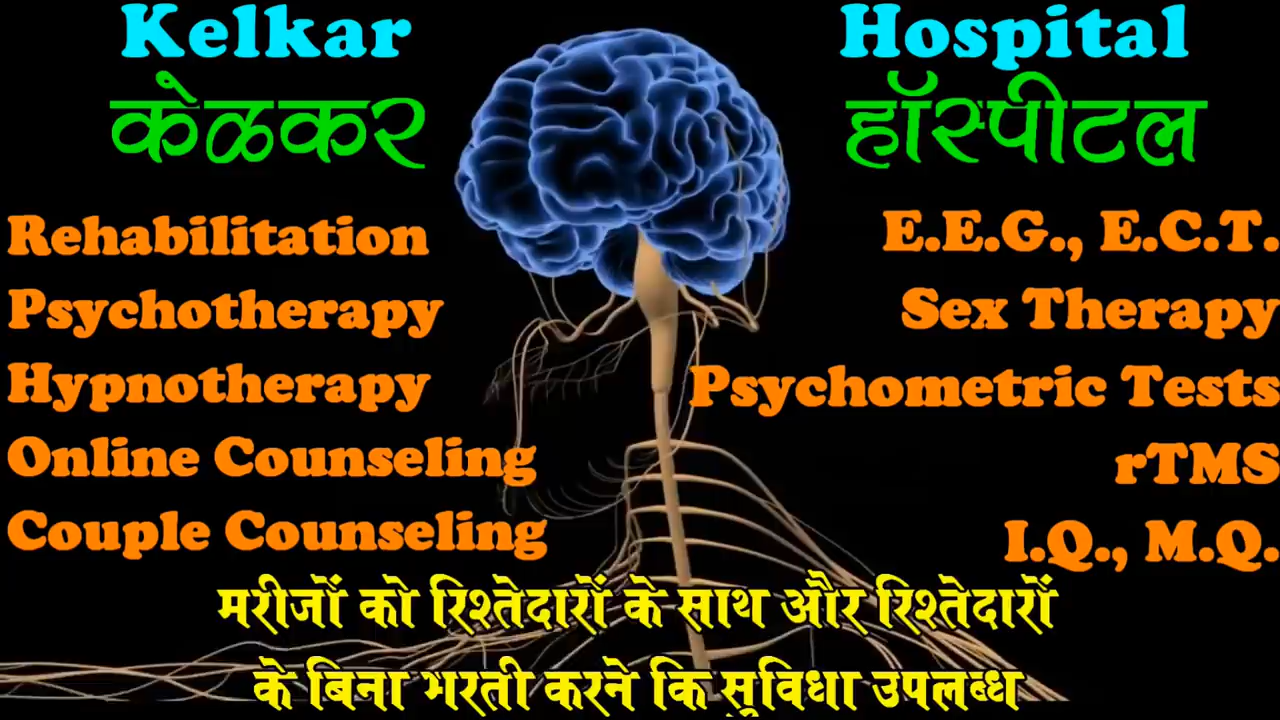 Kelkar Hospital
केळकर हॉस्पीटल
Rehabilitation
Psychotherapy
Hypnotherapy
Online Counseling
Couple Counseling
E.E.G., E.C.T.
Sex Therapy
Psychometric Tests
rTMS
I.Q., M.Q.
मरीजों को रिश्तेदारों के साथ और रिश्तेदारों
के बिना भरती करने कि सुविधा उपलब्ध